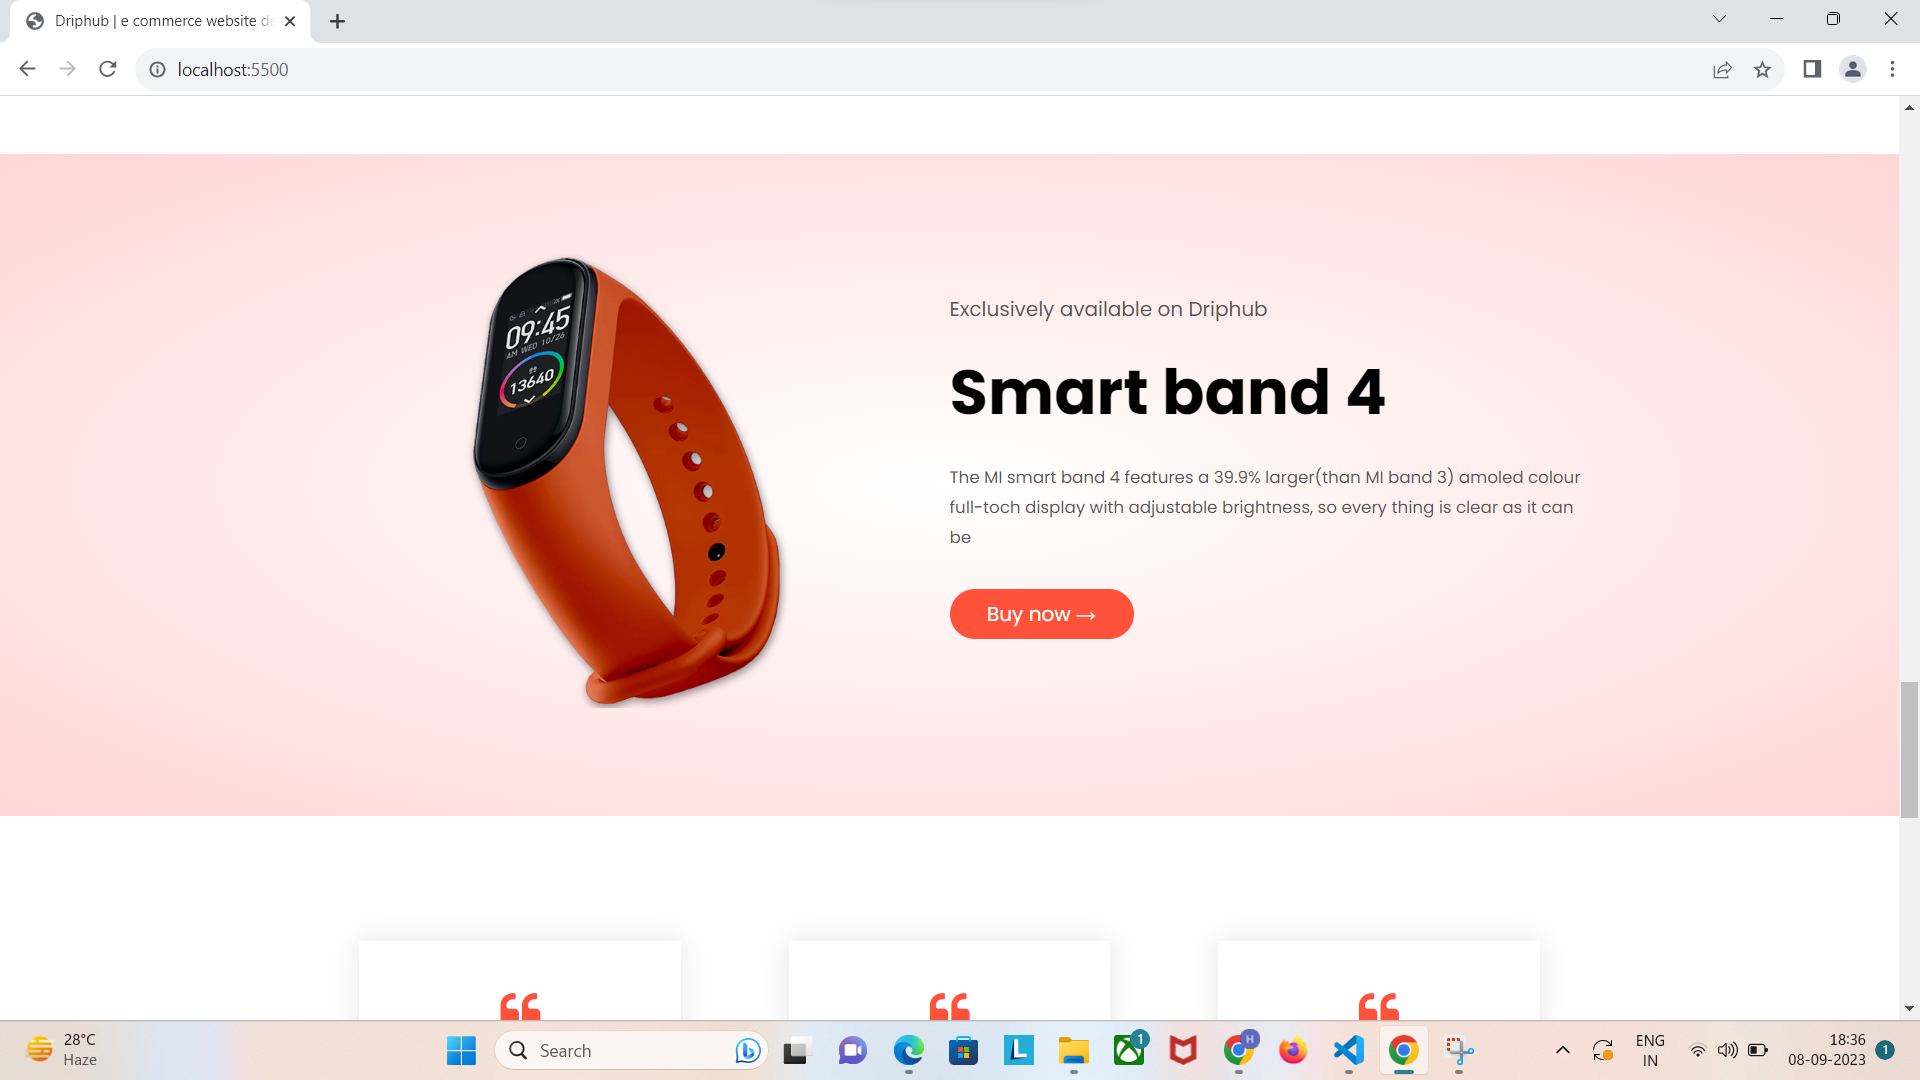 Driphub | e commerce website de
localhost:5500
09:45
AM WED 10/26
13640
Exclusively available on Driphub
Smart band 4
The MI smart band 4 features a 39.9% larger(than MI band 3) amoled colour
full-toch display with adjustable brightness, so every thing is clear as it can
be
Buy now →
28°C
Haze
Search
1
H
ENG
IN
18:36
08-09-2023
1